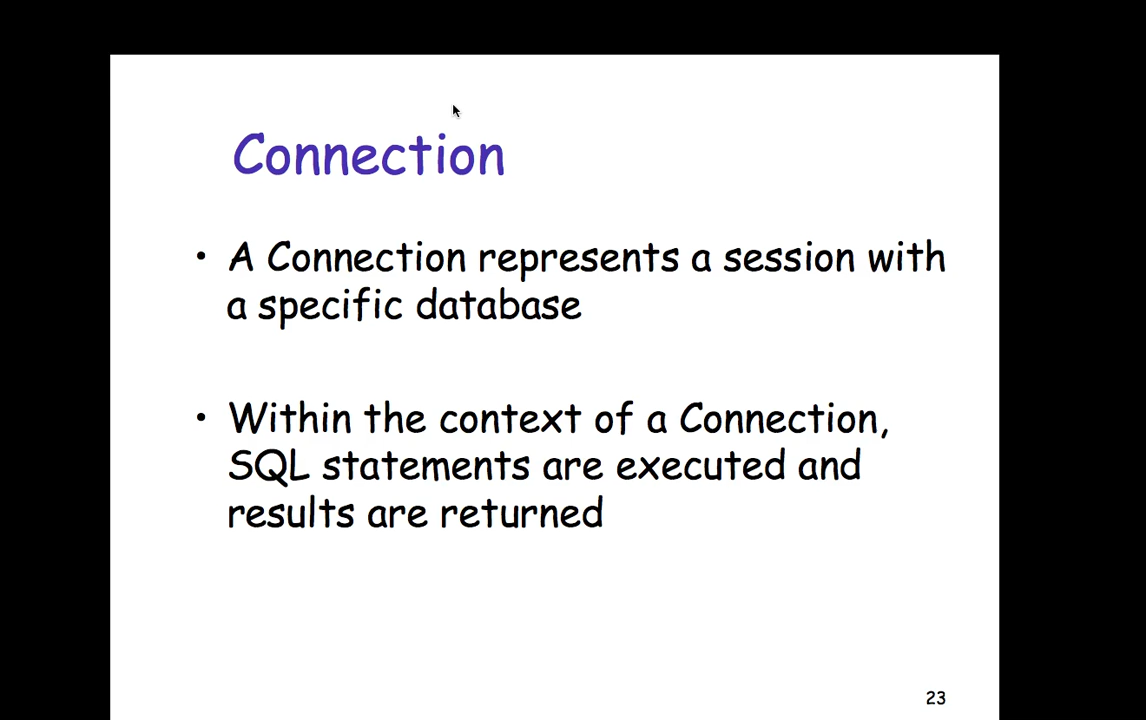 Connection
• A Connection represents a session with
a specific database
• Within the context of a Connection,
SQL statements are executed and
results are returned
23